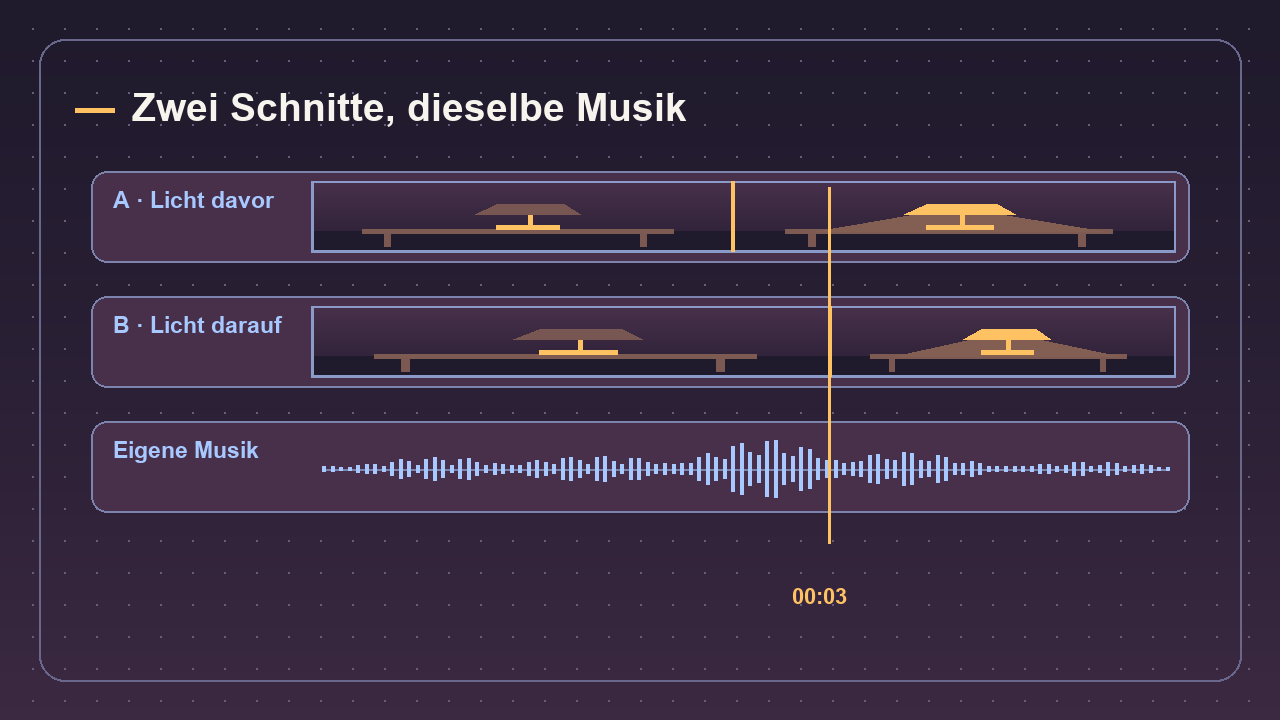 Zwei Schnitte, dieselbe Musik
A · Licht davor
B · Licht darauf
Eigene Musik
00:03